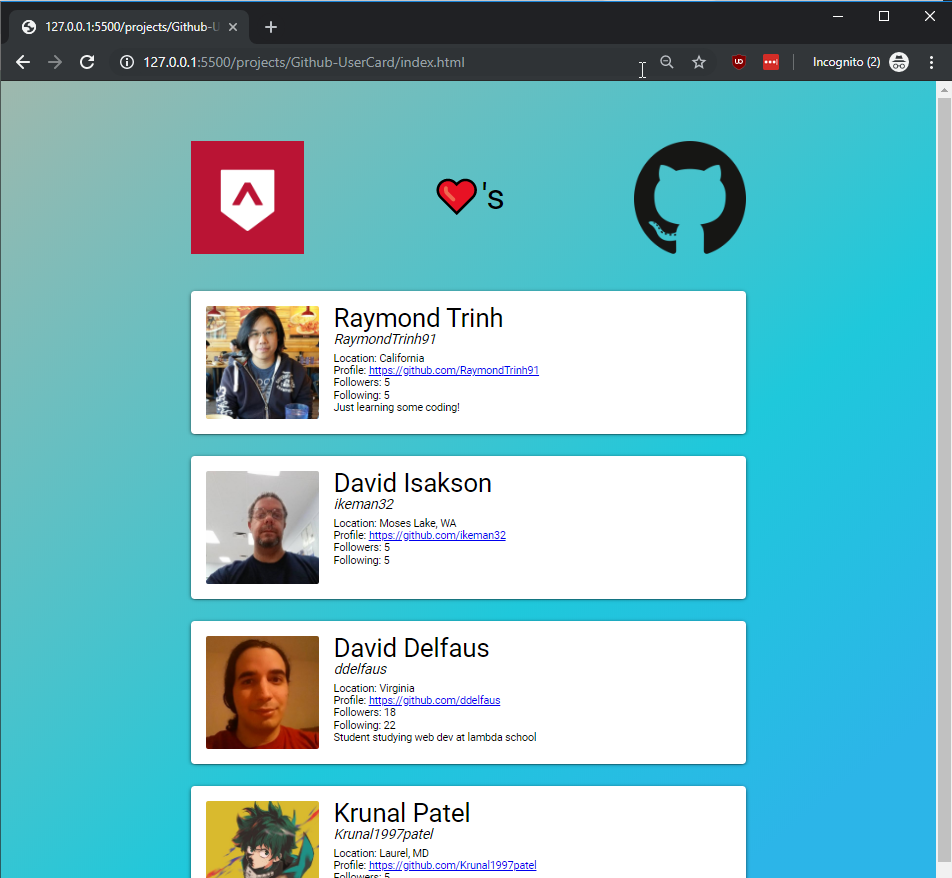 127.0.0.1:5500/projects/Github-U
127.0.0.1:5500/projects/Github-UserCard/index.html
Incognito (2)
❤'s
Raymond Trinh
RaymondTrinh91
Location: California
Profile: https://github.com/RaymondTrinh91
Followers: 5
Following: 5
Just learning some coding!
David Isakson
ikeman32
Location: Moses Lake, WA
Profile: https://github.com/ikeman32
Followers: 5
Following: 5
David Delfaus
ddelfaus
Location: Virginia
Profile: https://github.com/ddelfaus
Followers: 18
Following: 22
Student studying web dev at lambda school
Krunal Patel
Krunal1997patel
Location: Laurel, MD
Profile: https://github.com/Krunal1997patel
Followers: 5